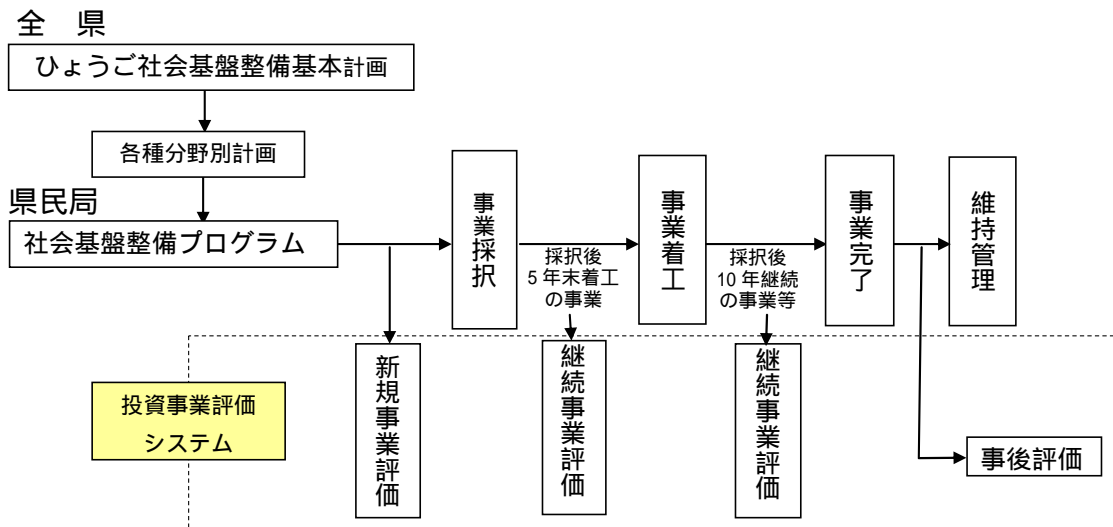 全　県
ひょうご社会基盤整備基本計画
各種分野別計画
県民局
社会基盤整備プログラム
事業採択
採択後
5年末着工
の事業
事業着工
採択後
10年継続
の事業等
事業完了
維持管理
投資事業評価
システム
新規事業評価
継続事業評価
継続事業評価
事後評価